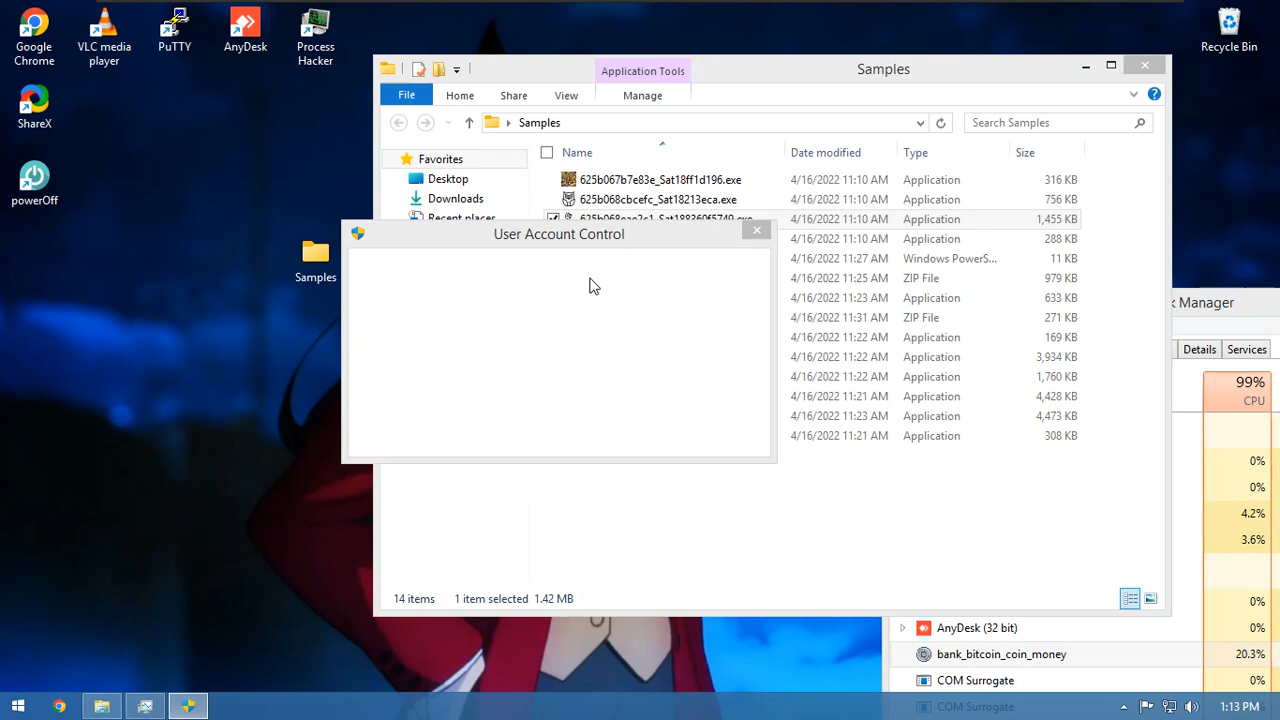 Google
Chrome
VLC media
player
PuTTY
AnyDesk
Process
Hacker
Recycle Bin
ShareX
powerOff
Samples
Application Tools
Samples
File
Home
Share
View
Manage
Samples
Search Samples
Favorites
Desktop
Downloads
Recent places
Name
Date modified
Type
Size
625b067b7e83e_Sat18ff1d196.exe
4/16/2022 11:10 AM
Application
316 KB
625b068cbcefc_Sat18213eca.exe
4/16/2022 11:10 AM
Application
756 KB
4/16/2022 11:10 AM
Application
1,455 KB
4/16/2022 11:10 AM
Application
288 KB
4/16/2022 11:27 AM
Windows PowerS...
11 KB
4/16/2022 11:25 AM
ZIP File
979 KB
4/16/2022 11:23 AM
Application
633 KB
4/16/2022 11:31 AM
ZIP File
271 KB
4/16/2022 11:22 AM
Application
169 KB
4/16/2022 11:22 AM
Application
3,934 KB
4/16/2022 11:22 AM
Application
1,760 KB
4/16/2022 11:21 AM
Application
4,428 KB
4/16/2022 11:23 AM
Application
4,473 KB
4/16/2022 11:21 AM
Application
308 KB
14 items
1 item selected
1.42 MB
User Account Control
k Manager
Details
Services
99%
CPU
0%
0%
4.2%
3.6%
0%
AnyDesk (32 bit)
0%
bank_bitcoin_coin_money
20.3%
COM Surrogate
0%
COM Surrogate
0%
1:13 PM